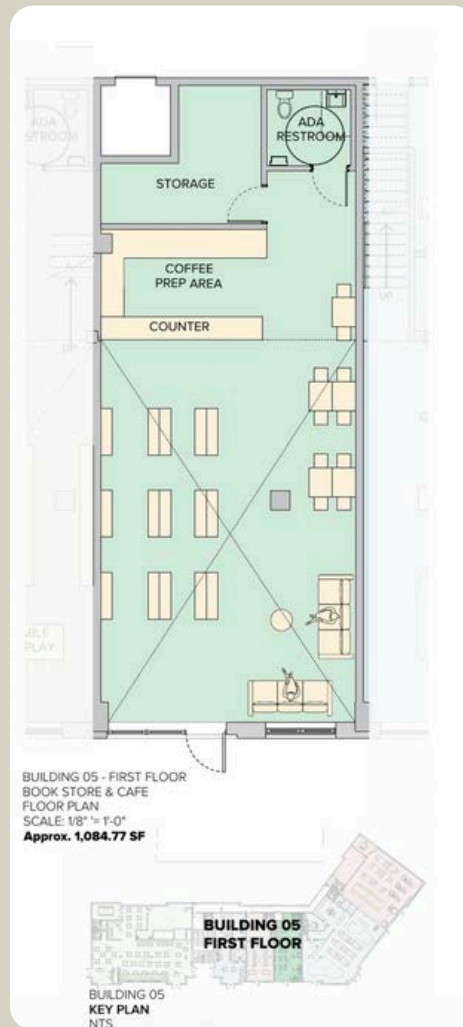 ADA
RESTROOM
STORAGE
COFFEE
PREP AREA
COUNTER
UP
UP
BUILDING 05 - FIRST FLOOR
BOOK STORE & CAFE
FLOOR PLAN
SCALE: 1/8" '= 1'-0"
Approx. 1,084.77 SF
BUILDING 05
FIRST FLOOR
BUILDING 05
KEY PLAN
NTS